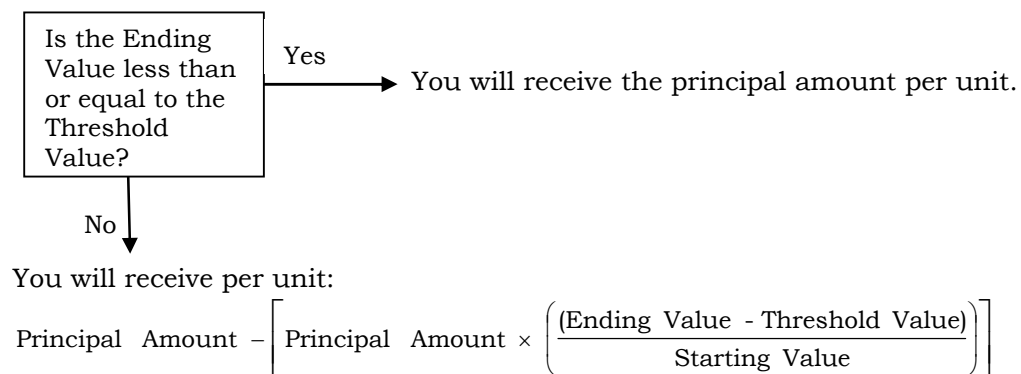 Is the Ending
Value less than
or equal to the
Threshold
Value?
Yes
You will receive the principal amount per unit.
No
You will receive per unit:
Principal Amount – [Principal Amount × ((Ending Value - Threshold Value) / Starting Value)]